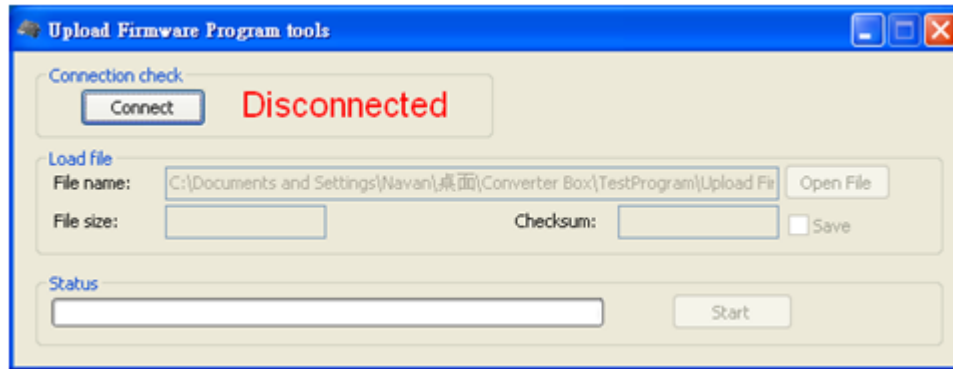 Upload Firmware Program tools
Connection check
Connect Disconnected
Load file
File name: C:\Documents and Settings\Navan\桌面\Converter Box\TestProgram\Upload Fi Open File
File size: Checksum: Save
Status
Start